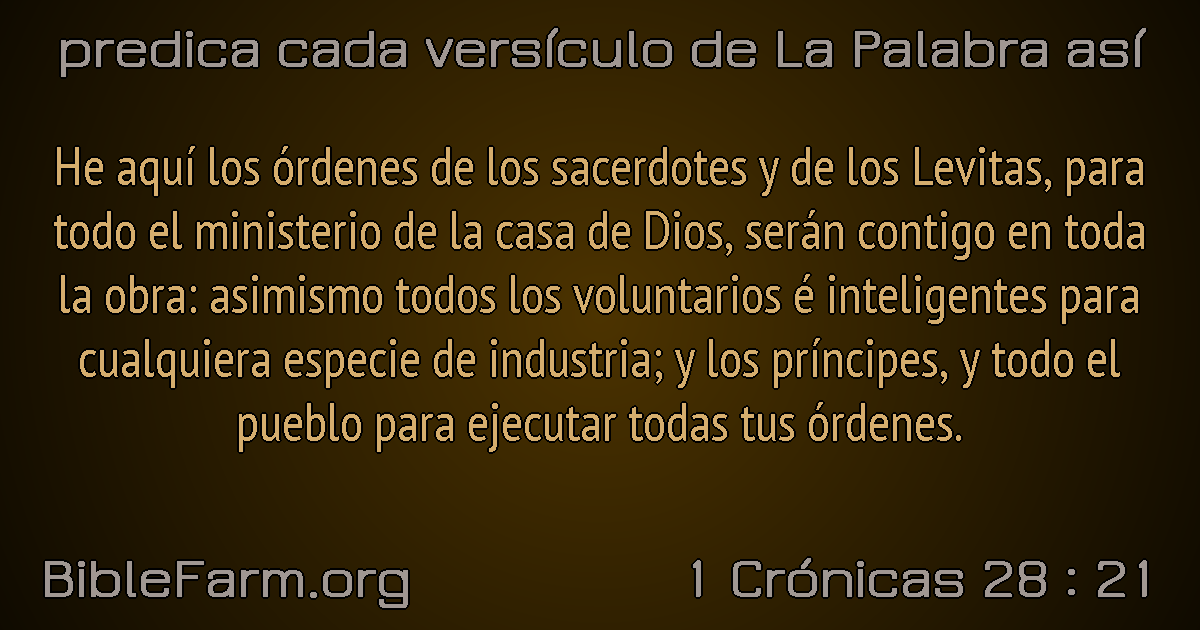 predica cada versículo de La Palabra así
He aquí los órdenes de los sacerdotes y de los Levitas, para
todo el ministerio de la casa de Dios, serán contigo en toda
la obra: asimismo todos los voluntarios é inteligentes para
cualquiera especie de industria; y los príncipes, y todo el
pueblo para ejecutar todas tus órdenes.
BibleFarm.org
1 Crónicas 28 : 21